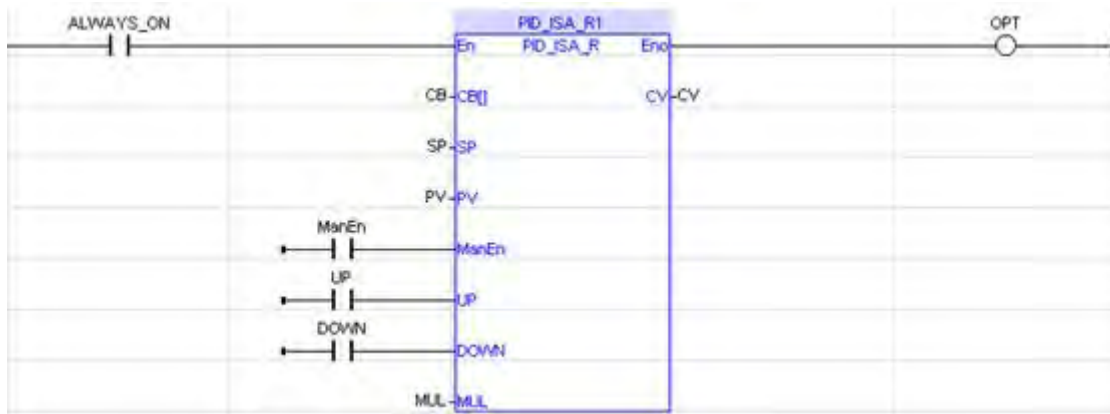 ALWAYS_ON PID_ISA_R1 OPT
En PID_ISA_R Eno
CB CB[] CV CV
SP SP
PV PV
ManEn
ManEn
UP
UP
DOWN
DOWN
MUL MUL